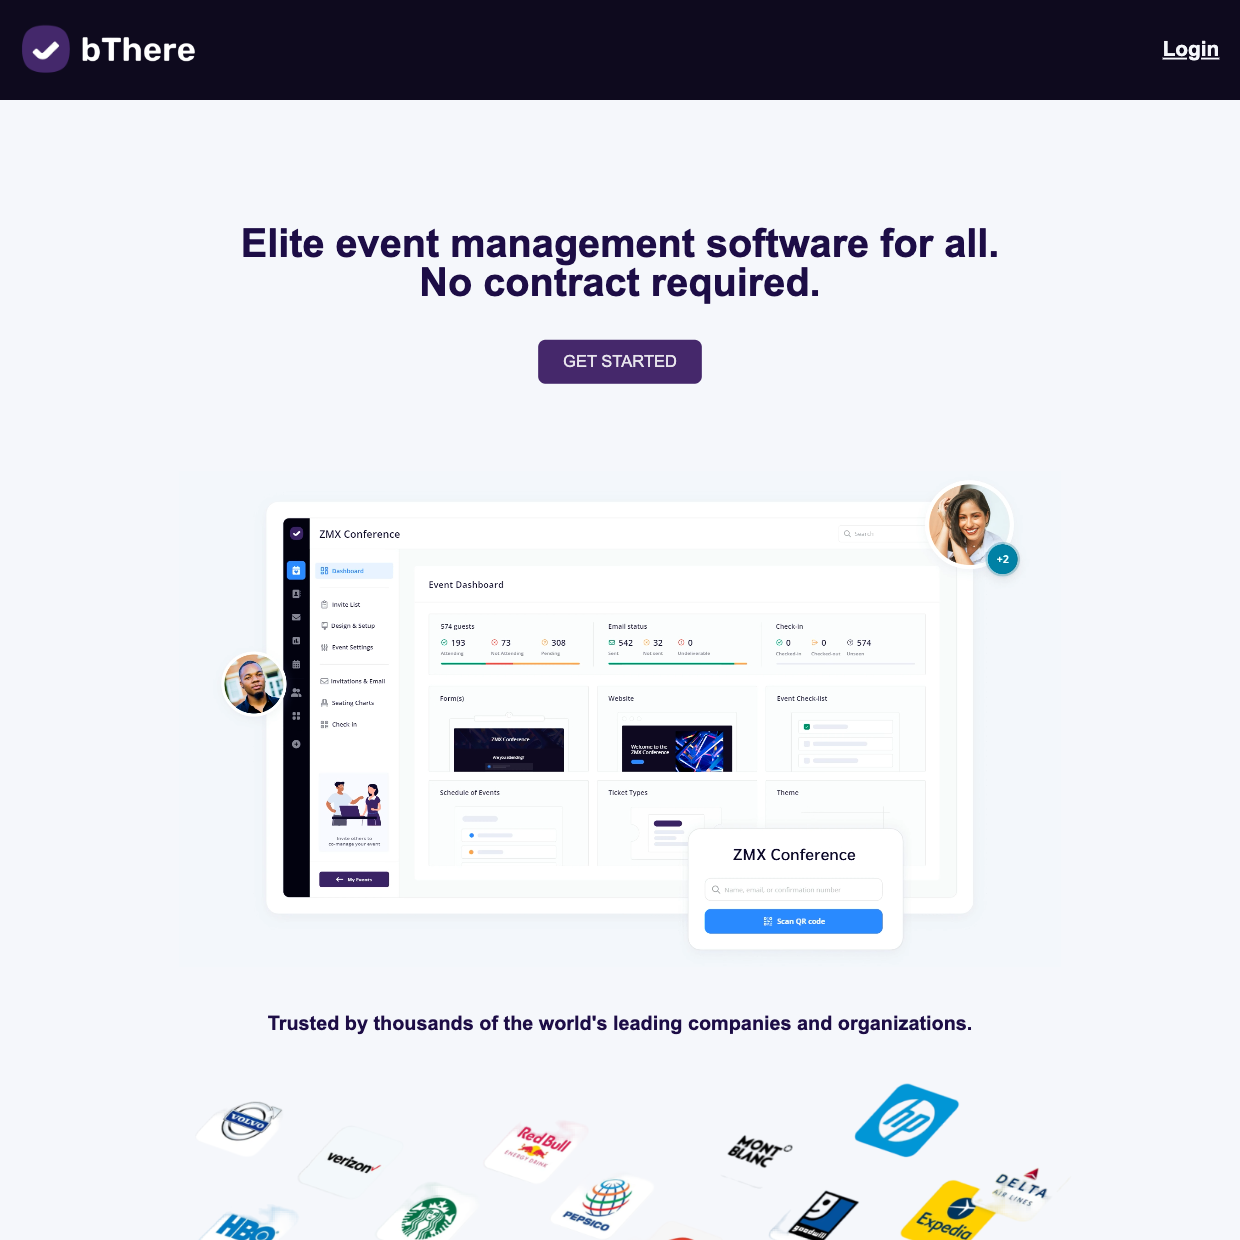 bThere
Login
Elite event management software for all.
No contract required.
GET STARTED
ZMX Conference
Search
+2
Dashboard
Invite List
Design & Setup
Event Settings
Invitations & Email
Seating Charts
Check In
Invite others to
co-manage your event
My Events
Event Dashboard
574 guests
193
73
308
Attending
Not Attending
Pending
Email status
542
32
0
Sent
Not sent
Undeliverable
Check-in
0
0
574
Checked-in
Checked-out
Unseen
Form(s)
ZMX Conference
Are you attending?
Website
Welcome to the
ZMX Conference
Event Check-list
Schedule of Events
Ticket Types
Theme
ZMX Conference
Name, email, or confirmation number
Scan QR code
Trusted by thousands of the world's leading companies and organizations.
VOLVO
verizon
Red Bull
ENERGY DRINK
MONT
BLANC
hp
DELTA
AIR LINES
HBO
PEPSICO
goodwill
Expedia